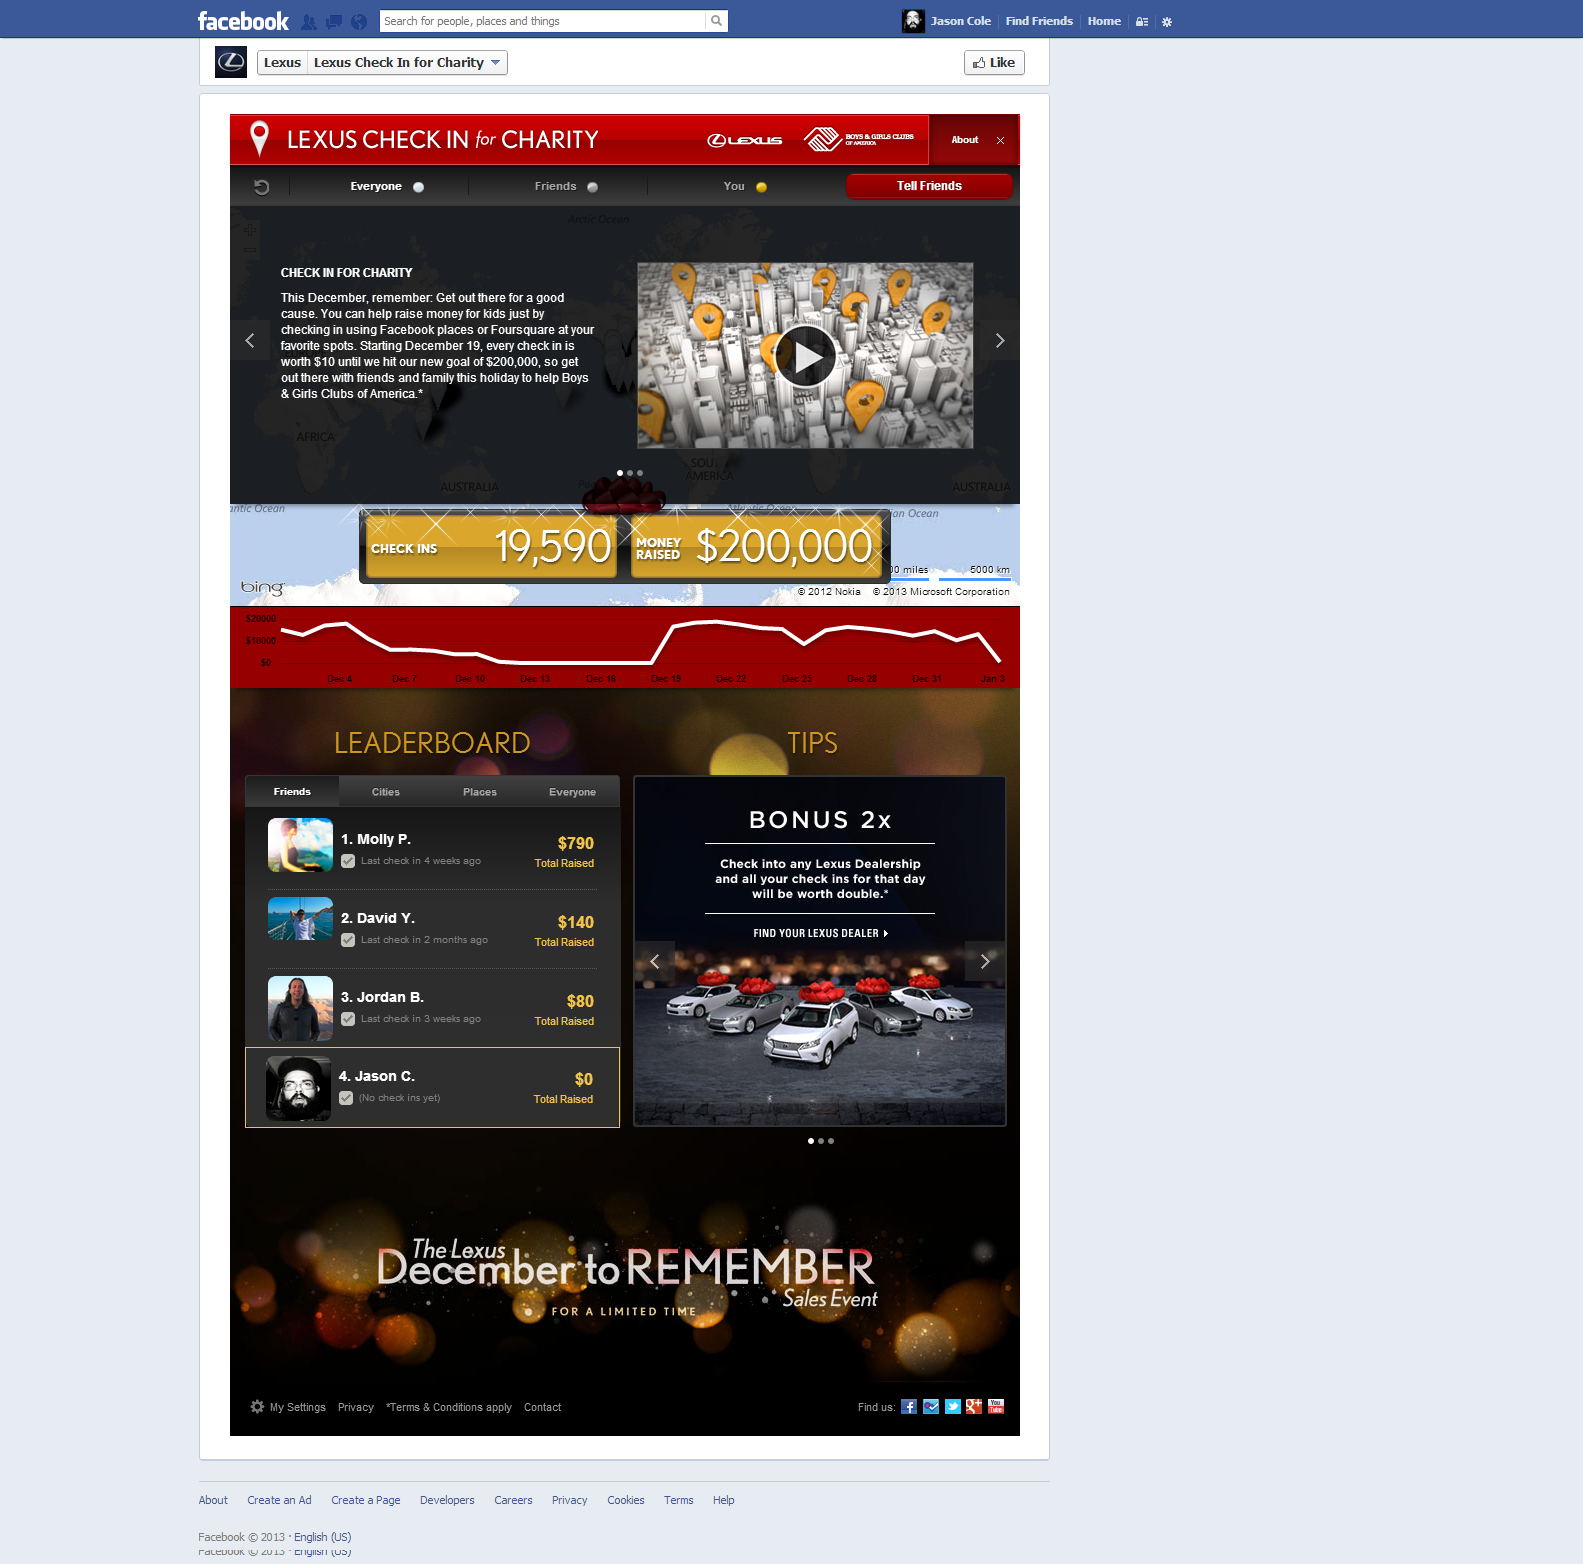 facebook
Search for people, places and things
Jason Cole
Find Friends
Home
Lexus
Lexus Check In for Charity
Like
LEXUS CHECK IN for CHARITY
LEXUS
BOYS & GIRLS CLUBS
OF AMERICA
About
Everyone
Friends
You
Tell Friends
Arctic Ocean
CHECK IN FOR CHARITY
This December, remember: Get out there for a good
cause. You can help raise money for kids just by
checking in using Facebook places or Foursquare at your
favorite spots. Starting December 19, every check in is
worth $10 until we hit our new goal of $200,000, so get
out there with friends and family this holiday to help Boys
& Girls Clubs of America.*
AFRICA
SOU
AMERICA
AUSTRALIA
AUSTRALIA
antic Ocean
Atlantic Ocean
ian Ocean
CHECK INS
19,590
MONEY
RAISED
$200,000
00 miles
5000 km
bing
© 2012 Nokia
© 2013 Microsoft Corporation
$20000
$10000
$0
Dec 4
Dec 7
Dec 10
Dec 13
Dec 16
Dec 19
Dec 22
Dec 25
Dec 28
Dec 31
Jan 3
LEADERBOARD
Friends
Cities
Places
Everyone
1. Molly P.
Last check in 4 weeks ago
$790
Total Raised
2. David Y.
Last check in 2 months ago
$140
Total Raised
3. Jordan B.
Last check in 3 weeks ago
$80
Total Raised
4. Jason C.
(No check ins yet)
$0
Total Raised
TIPS
BONUS 2x
Check into any Lexus Dealership
and all your check ins for that day
will be worth double.*
FIND YOUR LEXUS DEALER
The Lexus
December to REMEMBER
Sales Event
FOR A LIMITED TIME
My Settings
Privacy
*Terms & Conditions apply
Contact
Find us:
You
Tube
About
Create an Ad
Create a Page
Developers
Careers
Privacy
Cookies
Terms
Help
Facebook © 2013 · English (US)
Facebook © 2013 · English (US)